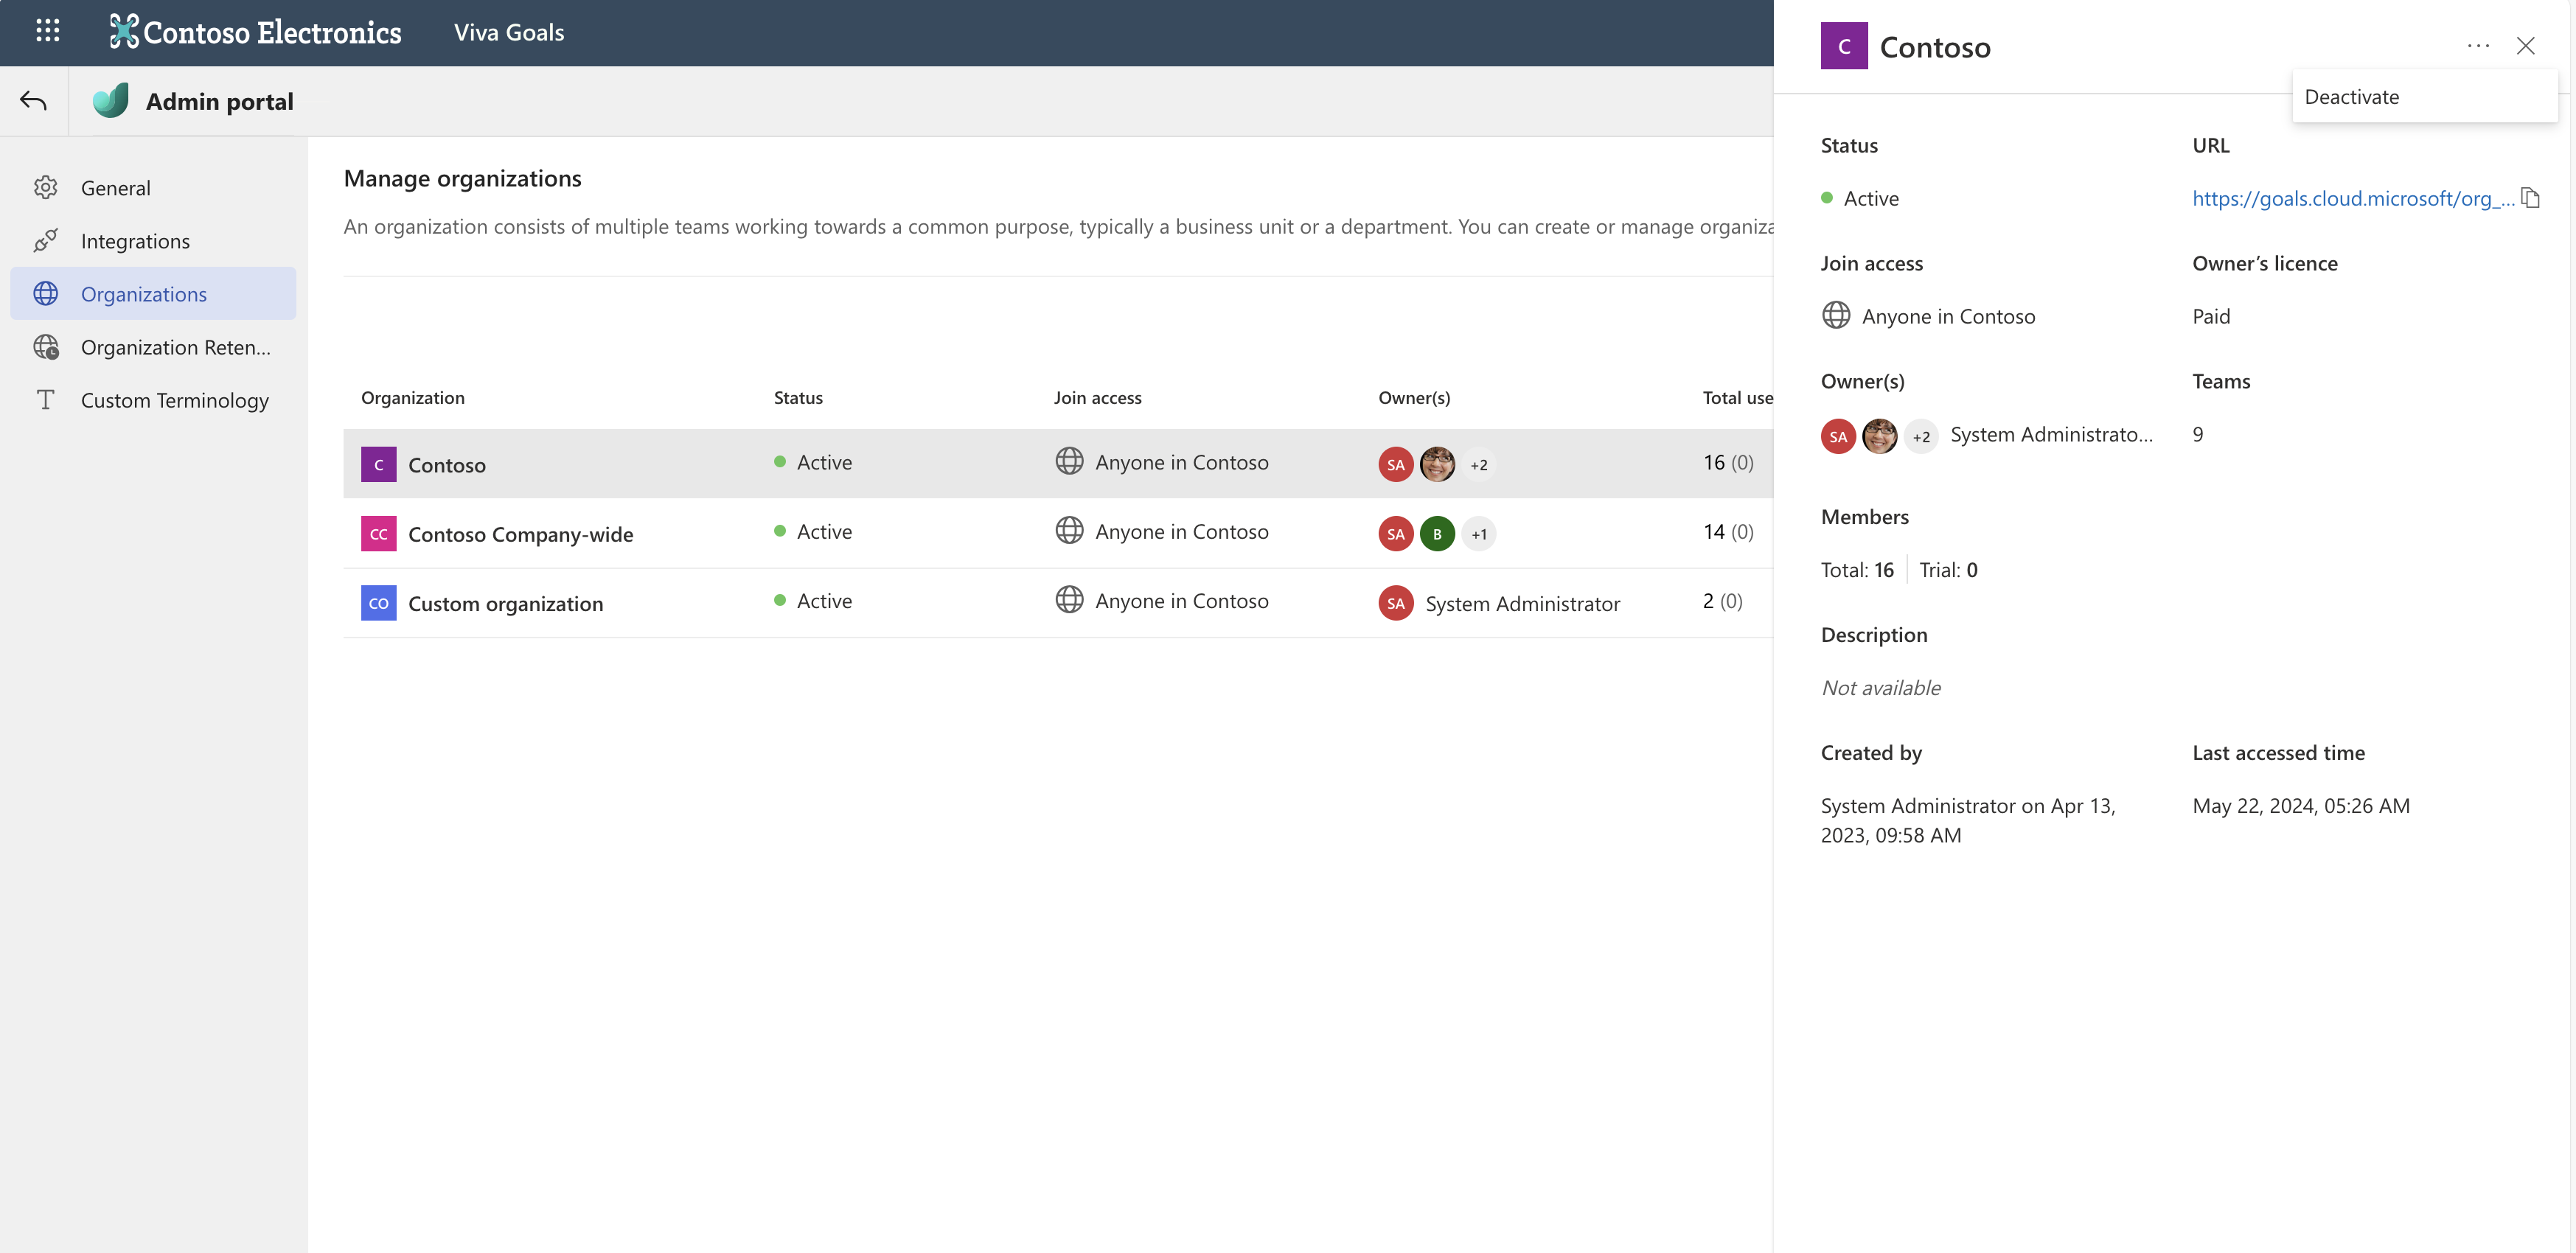 Contoso Electronics
Viva Goals
Admin portal
General
Integrations
Organizations
Organization Reten...
Custom Terminology
Manage organizations
An organization consists of multiple teams working towards a common purpose, typically a business unit or a department. You can create or manage organiza
Organization Status Join access Owner(s) Total use
C Contoso Active Anyone in Contoso SA +2 16 (0)
CC Contoso Company-wide Active Anyone in Contoso SA B +1 14 (0)
CO Custom organization Active Anyone in Contoso SA System Administrator 2 (0)
C Contoso
Deactivate
Status URL
Active https://goals.cloud.microsoft/org_...
Join access Owner’s licence
Anyone in Contoso Paid
Owner(s) Teams
SA +2 System Administrato... 9
Members
Total: 16 Trial: 0
Description
Not available
Created by Last accessed time
System Administrator on Apr 13, May 22, 2024, 05:26 AM
2023, 09:58 AM